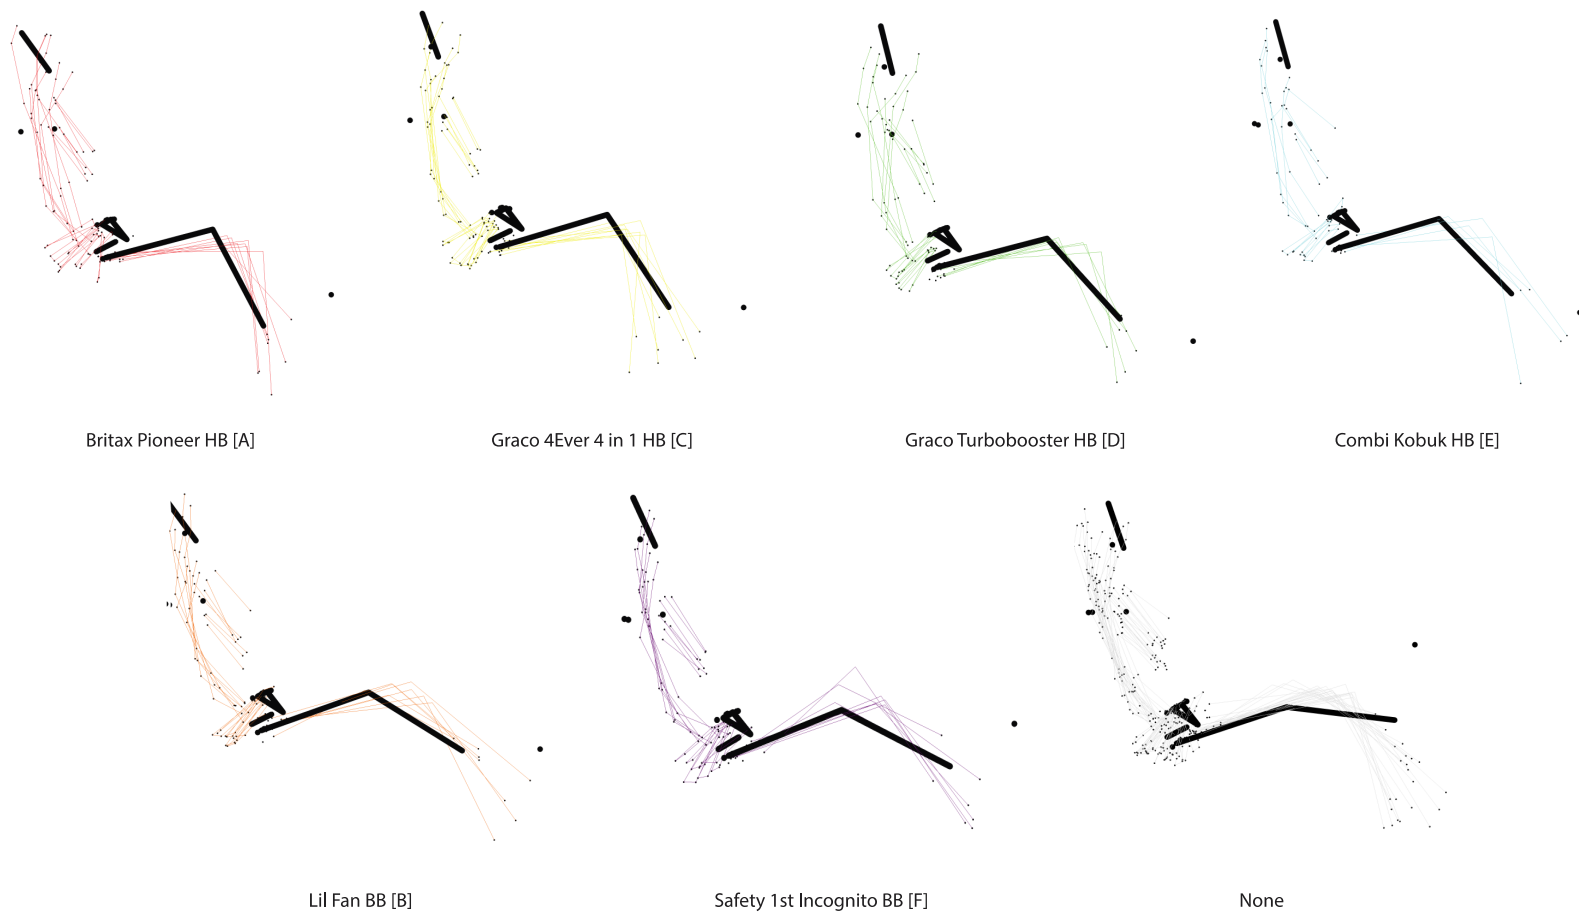 Britax Pioneer HB [A]
Graco 4Ever 4 in 1 HB [C]
Graco Turbobooster HB [D]
Combi Kobuk HB [E]
Lil Fan BB [B]
Safety 1st Incognito BB [F]
None